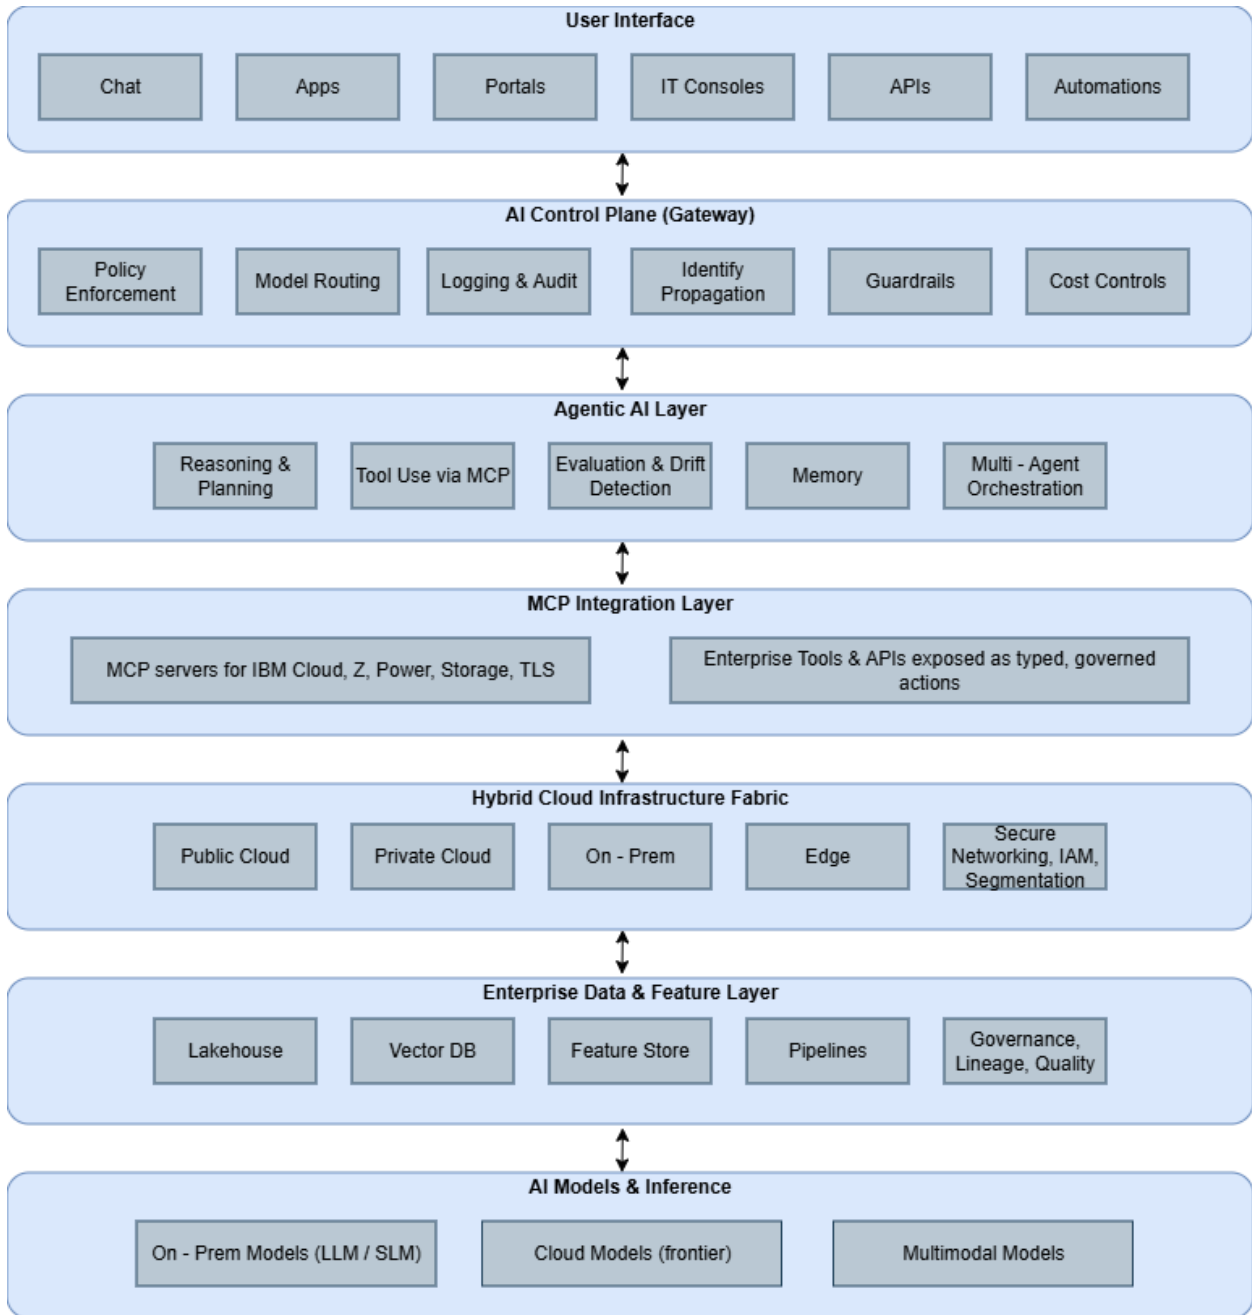 User Interface
Chat
Apps
Portals
IT Consoles
APIs
Automations
AI Control Plane (Gateway)
Policy
Enforcement
Model Routing
Logging & Audit
Identify
Propagation
Guardrails
Cost Controls
Agentic AI Layer
Reasoning &
Planning
Tool Use via MCP
Evaluation & Drift
Detection
Memory
Multi - Agent
Orchestration
MCP Integration Layer
MCP servers for IBM Cloud, Z, Power, Storage, TLS
Enterprise Tools & APIs exposed as typed, governed
actions
Hybrid Cloud Infrastructure Fabric
Public Cloud
Private Cloud
On - Prem
Edge
Secure
Networking, IAM,
Segmentation
Enterprise Data & Feature Layer
Lakehouse
Vector DB
Feature Store
Pipelines
Governance,
Lineage, Quality
AI Models & Inference
On - Prem Models (LLM / SLM)
Cloud Models (frontier)
Multimodal Models